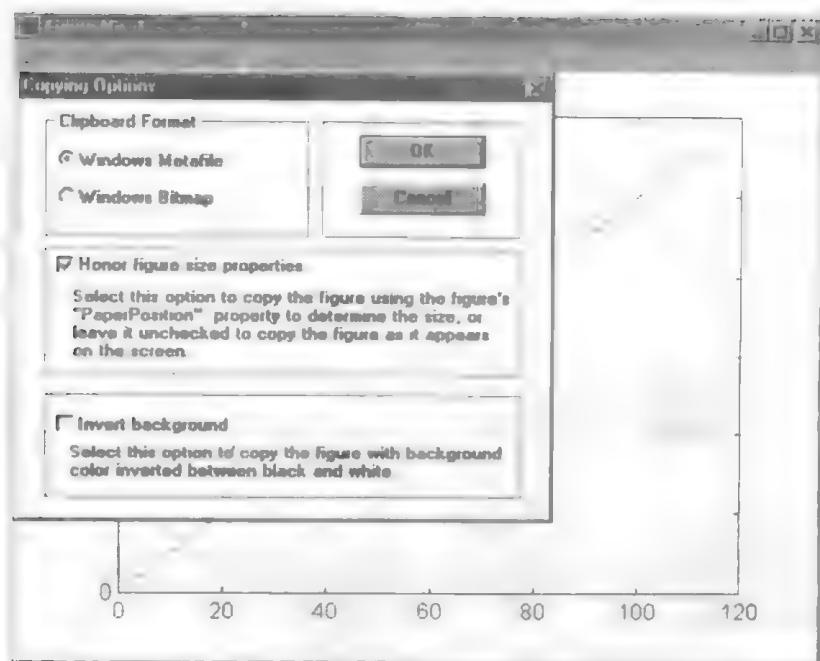 Copying Options
Clipboard Format
Windows Metafile
Windows Bitmap
OK
Cancel
Honor figure size properties
Select this option to copy the figure using the figure's
"PaperPosition" property to determine the size, or
leave it unchecked to copy the figure as it appears
on the screen
Invert background
Select this option to copy the figure with background
color inverted between black and white
0
0 20 40 60 80 100 120